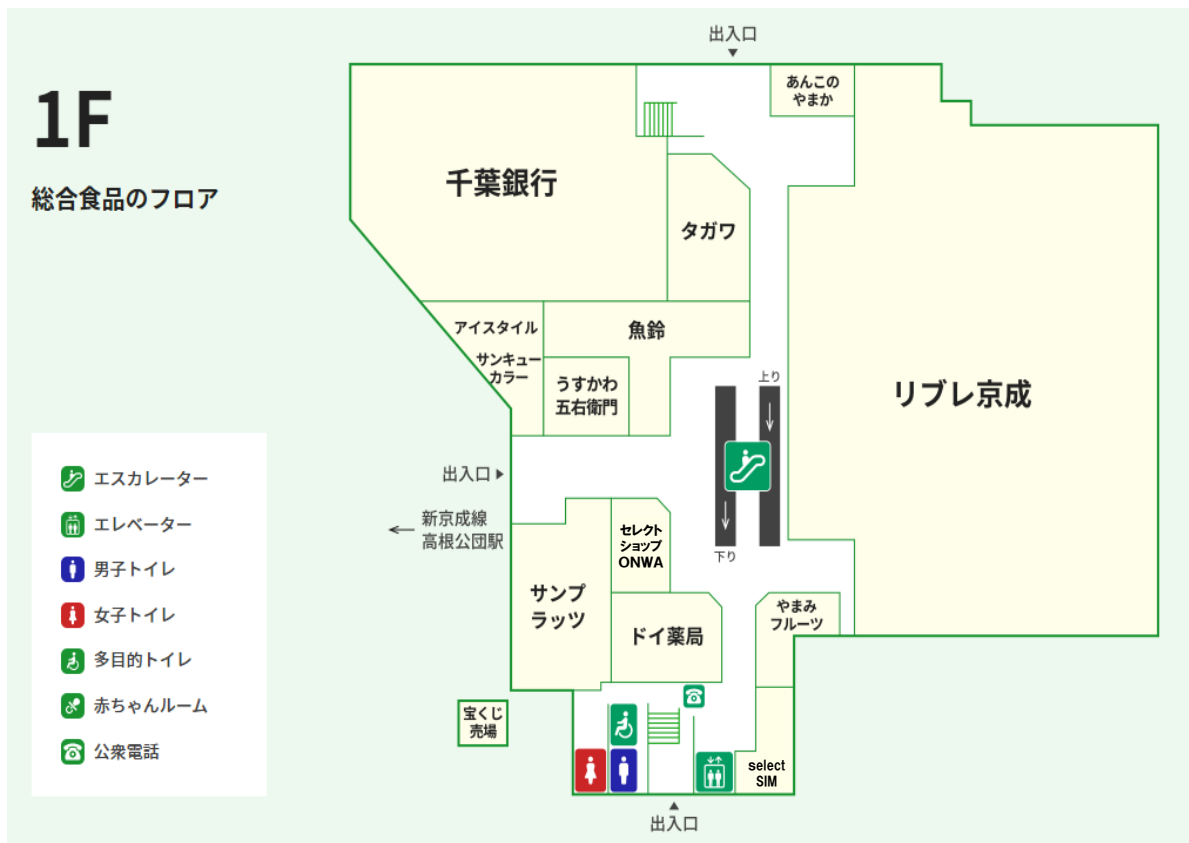 1F
総合食品のフロア
出入口
あんこの
やまか
千葉銀行
タガワ
アイスタイル
サンキュー
カラー
魚鈴
うすかわ
五右衛門
上り
リブレ京成
出入口
新京成線
高根公団駅
下り
セレクト
ショップ
ONWA
サンプ
ラッツ
ドイ薬局
やまみ
フルーツ
宝くじ
売場
select
SIM
出入口
エスカレーター
エレベーター
男子トイレ
女子トイレ
多目的トイレ
赤ちゃんルーム
公衆電話